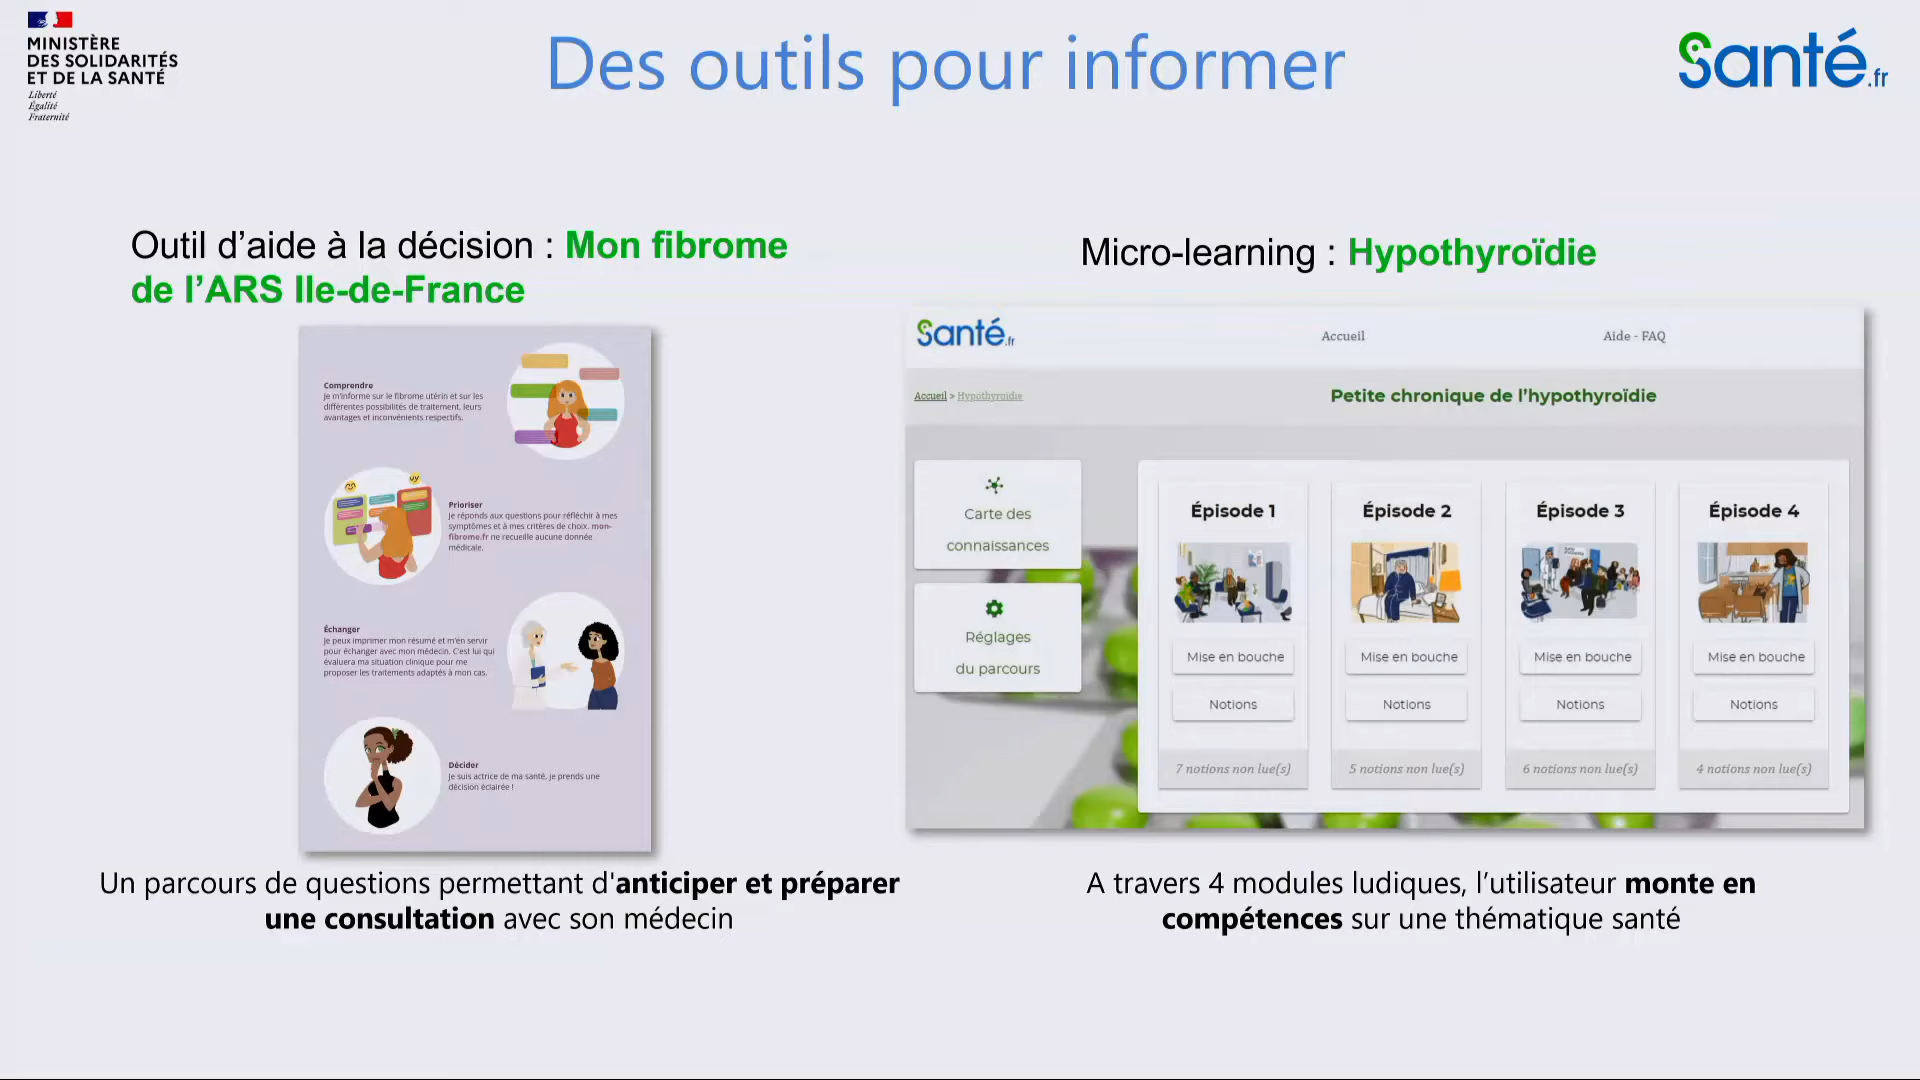 MINISTÈRE
DES SOLIDARITÉS
ET DE LA SANTÉ
Liberté
Égalité
Fraternité
Des outils pour informer
Santé.fr
Outil d’aide à la décision : Mon fibrome
de l’ARS Ile-de-France
Comprendre
Je m'informe sur le fibrome utérin et sur les
différentes possibilités de traitement, leurs
avantages et inconvénients respectifs.
Prioriser
Je réponds aux questions pour réfléchir à mes
symptômes et à mes critères de choix. mon-
fibrome.fr ne recueille aucune donnée
médicale.
Échanger
Je peux imprimer mon résumé et m'en servir
pour échanger avec mon médecin. C'est lui qui
évaluera ma situation clinique pour me
proposer les traitements adaptés à mon cas.
Décider
Je suis actrice de ma santé, je prends une
décision éclairée !
Un parcours de questions permettant d'anticiper et préparer
une consultation avec son médecin
Micro-learning : Hypothyroïdie
Santé.fr
Accueil
Aide - FAQ
Accueil > Hypothyroïdie
Petite chronique de l’hypothyroïdie
Carte des
connaissances
Réglages
du parcours
Épisode 1
Mise en bouche
Notions
7 notions non lue(s)
Épisode 2
Mise en bouche
Notions
5 notions non lue(s)
Épisode 3
Mise en bouche
Notions
6 notions non lue(s)
Épisode 4
Mise en bouche
Notions
4 notions non lue(s)
A travers 4 modules ludiques, l’utilisateur monte en
compétences sur une thématique santé